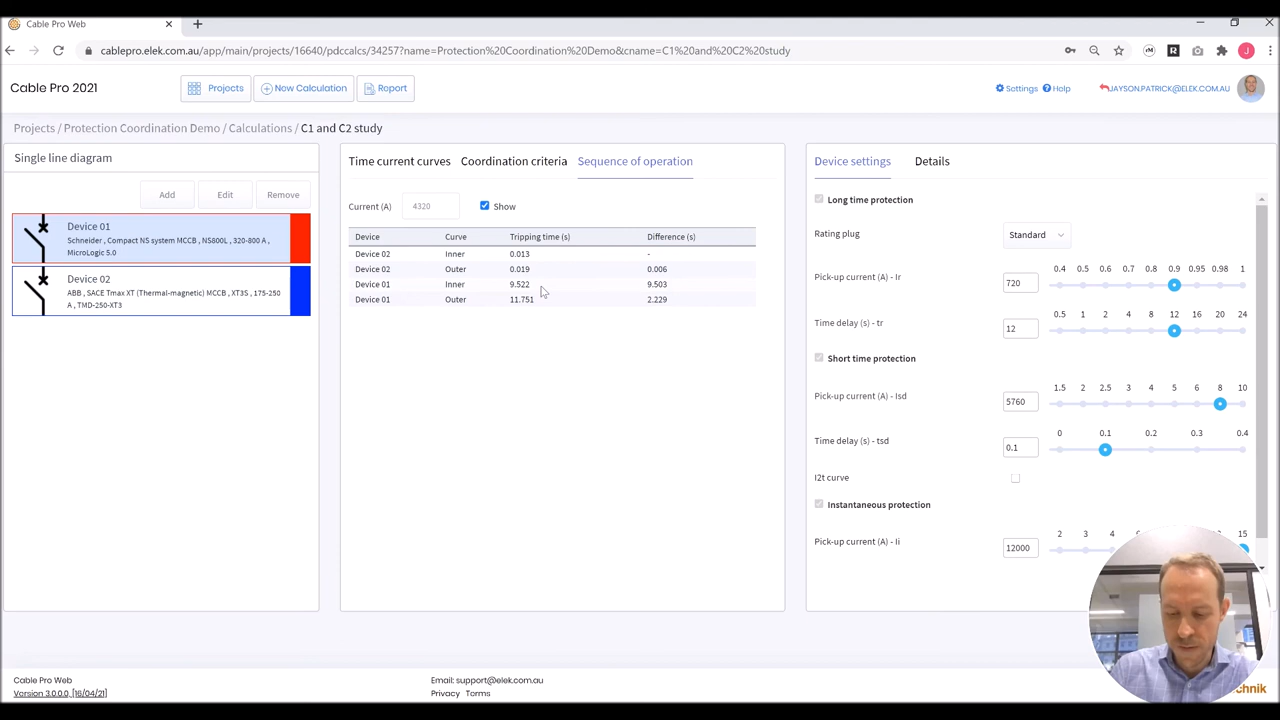 Cable Pro Web
cablepro.elek.com.au/app/main/projects/16640/pdccalcs/34257?name=Protection%20Coordination%20Demo&cname=C1%20and%20C2%20study
Cable Pro 2021
Projects
New Calculation
Report
Settings
Help
JAYSON.PATRICK@ELEK.COM.AU
Projects / Protection Coordination Demo / Calculations / C1 and C2 study
Single line diagram
Add
Edit
Remove
Device 01
Schneider , Compact NS system MCCB , NS800L , 320-800 A ,
MicroLogic 5.0
Device 02
ABB , SACE Tmax XT (Thermal-magnetic) MCCB , XT3S , 175-250
A , TMD-250-XT3
Time current curves
Coordination criteria
Sequence of operation
Current (A)
4320
Show
Device Curve Tripping time (s) Difference (s)
Device 02 Inner 0.013 -
Device 02 Outer 0.019 0.006
Device 01 Inner 9.522 9.503
Device 01 Outer 11.751 2.229
Device settings
Details
Long time protection
Rating plug
Standard
Pick-up current (A) - Ir
720
0.4 0.5 0.6 0.7 0.8 0.9 0.95 0.98 1
Time delay (s) - tr
12
0.5 1 2 4 8 12 16 20 24
Short time protection
Pick-up current (A) - Isd
5760
1.5 2 2.5 3 4 5 6 8 10
Time delay (s) - tsd
0.1
0 0.1 0.2 0.3 0.4
I2t curve
Instantaneous protection
Pick-up current (A) - Ii
12000
2 3 4 15
Cable Pro Web
Version 3.0.0.0, [16/04/21]
Email: support@elek.com.au
Privacy Terms